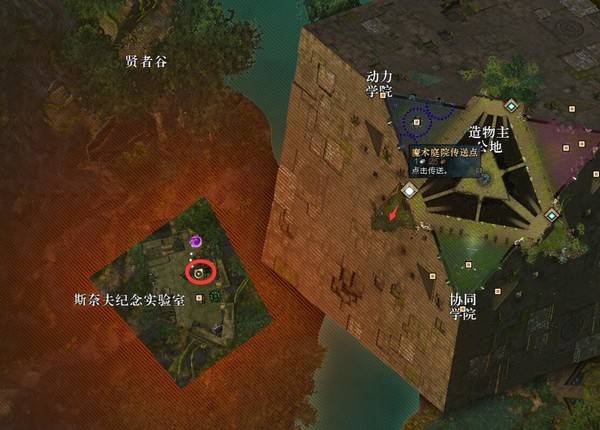 贤者谷
动力
学院
造物主
公地
魔术庭院传送点
点击传送。
斯奈夫纪念实验室
协同
学院